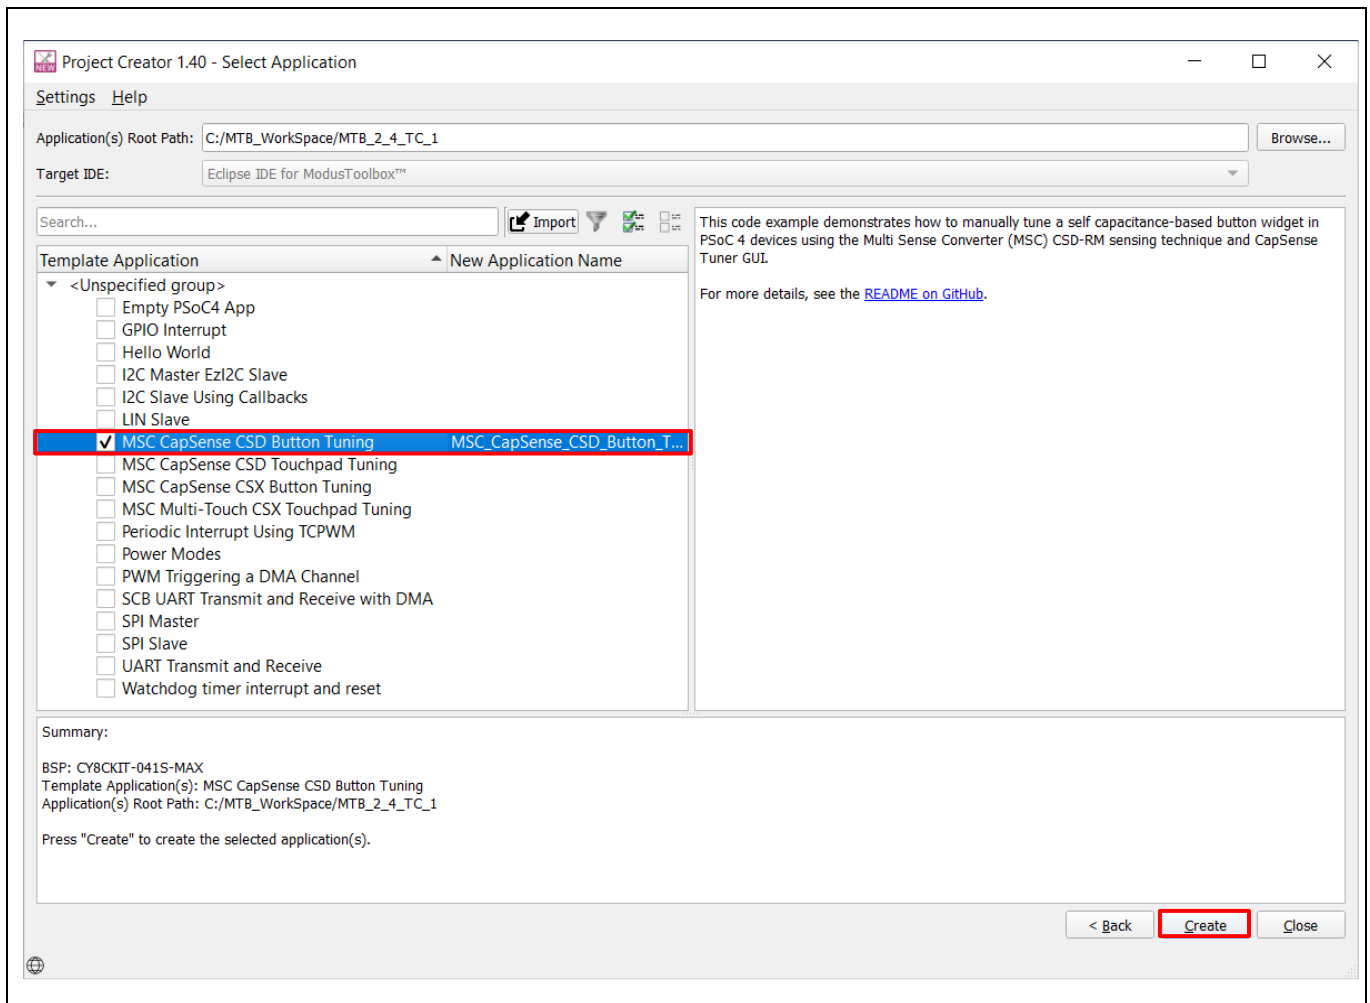 Project Creator 1.40 - Select Application
Settings Help
Application(s) Root Path: C:/MTB_WorkSpace/MTB_2_4_TC_1 Browse...
Target IDE: Eclipse IDE for ModusToolbox™
Search... Import
Template Application New Application Name
<Unspecified group>
Empty PSoC4 App
GPIO Interrupt
Hello World
I2C Master EzI2C Slave
I2C Slave Using Callbacks
LIN Slave
MSC CapSense CSD Button Tuning MSC_CapSense_CSD_Button_T...
MSC CapSense CSD Touchpad Tuning
MSC CapSense CSX Button Tuning
MSC Multi-Touch CSX Touchpad Tuning
Periodic Interrupt Using TCPWM
Power Modes
PWM Triggering a DMA Channel
SCB UART Transmit and Receive with DMA
SPI Master
SPI Slave
UART Transmit and Receive
Watchdog timer interrupt and reset
This code example demonstrates how to manually tune a self capacitance-based button widget in
PSoC 4 devices using the Multi Sense Converter (MSC) CSD-RM sensing technique and CapSense
Tuner GUI.
For more details, see the README on GitHub.
Summary:
BSP: CY8CKIT-041S-MAX
Template Application(s): MSC CapSense CSD Button Tuning
Application(s) Root Path: C:/MTB_WorkSpace/MTB_2_4_TC_1
Press "Create" to create the selected application(s).
< Back Create Close